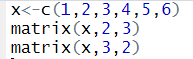 x<-c(1,2,3,4,5,6)
matrix(x,2,3)
matrix(x,3,2)